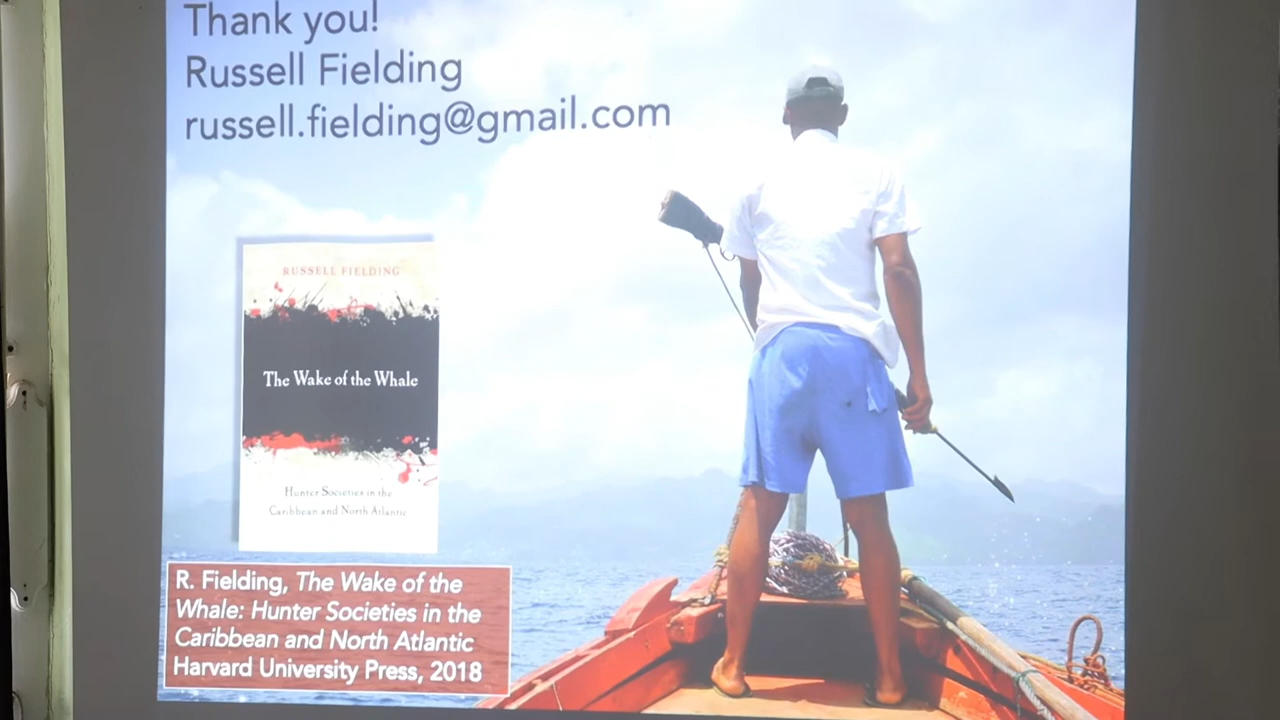 Thank you!
Russell Fielding
russell.fielding@gmail.com
RUSSELL FIELDING
The Wake of the Whale
Hunter Societies in the
Caribbean and North Atlantic
R. Fielding, The Wake of the
Whale: Hunter Societies in the
Caribbean and North Atlantic
Harvard University Press, 2018